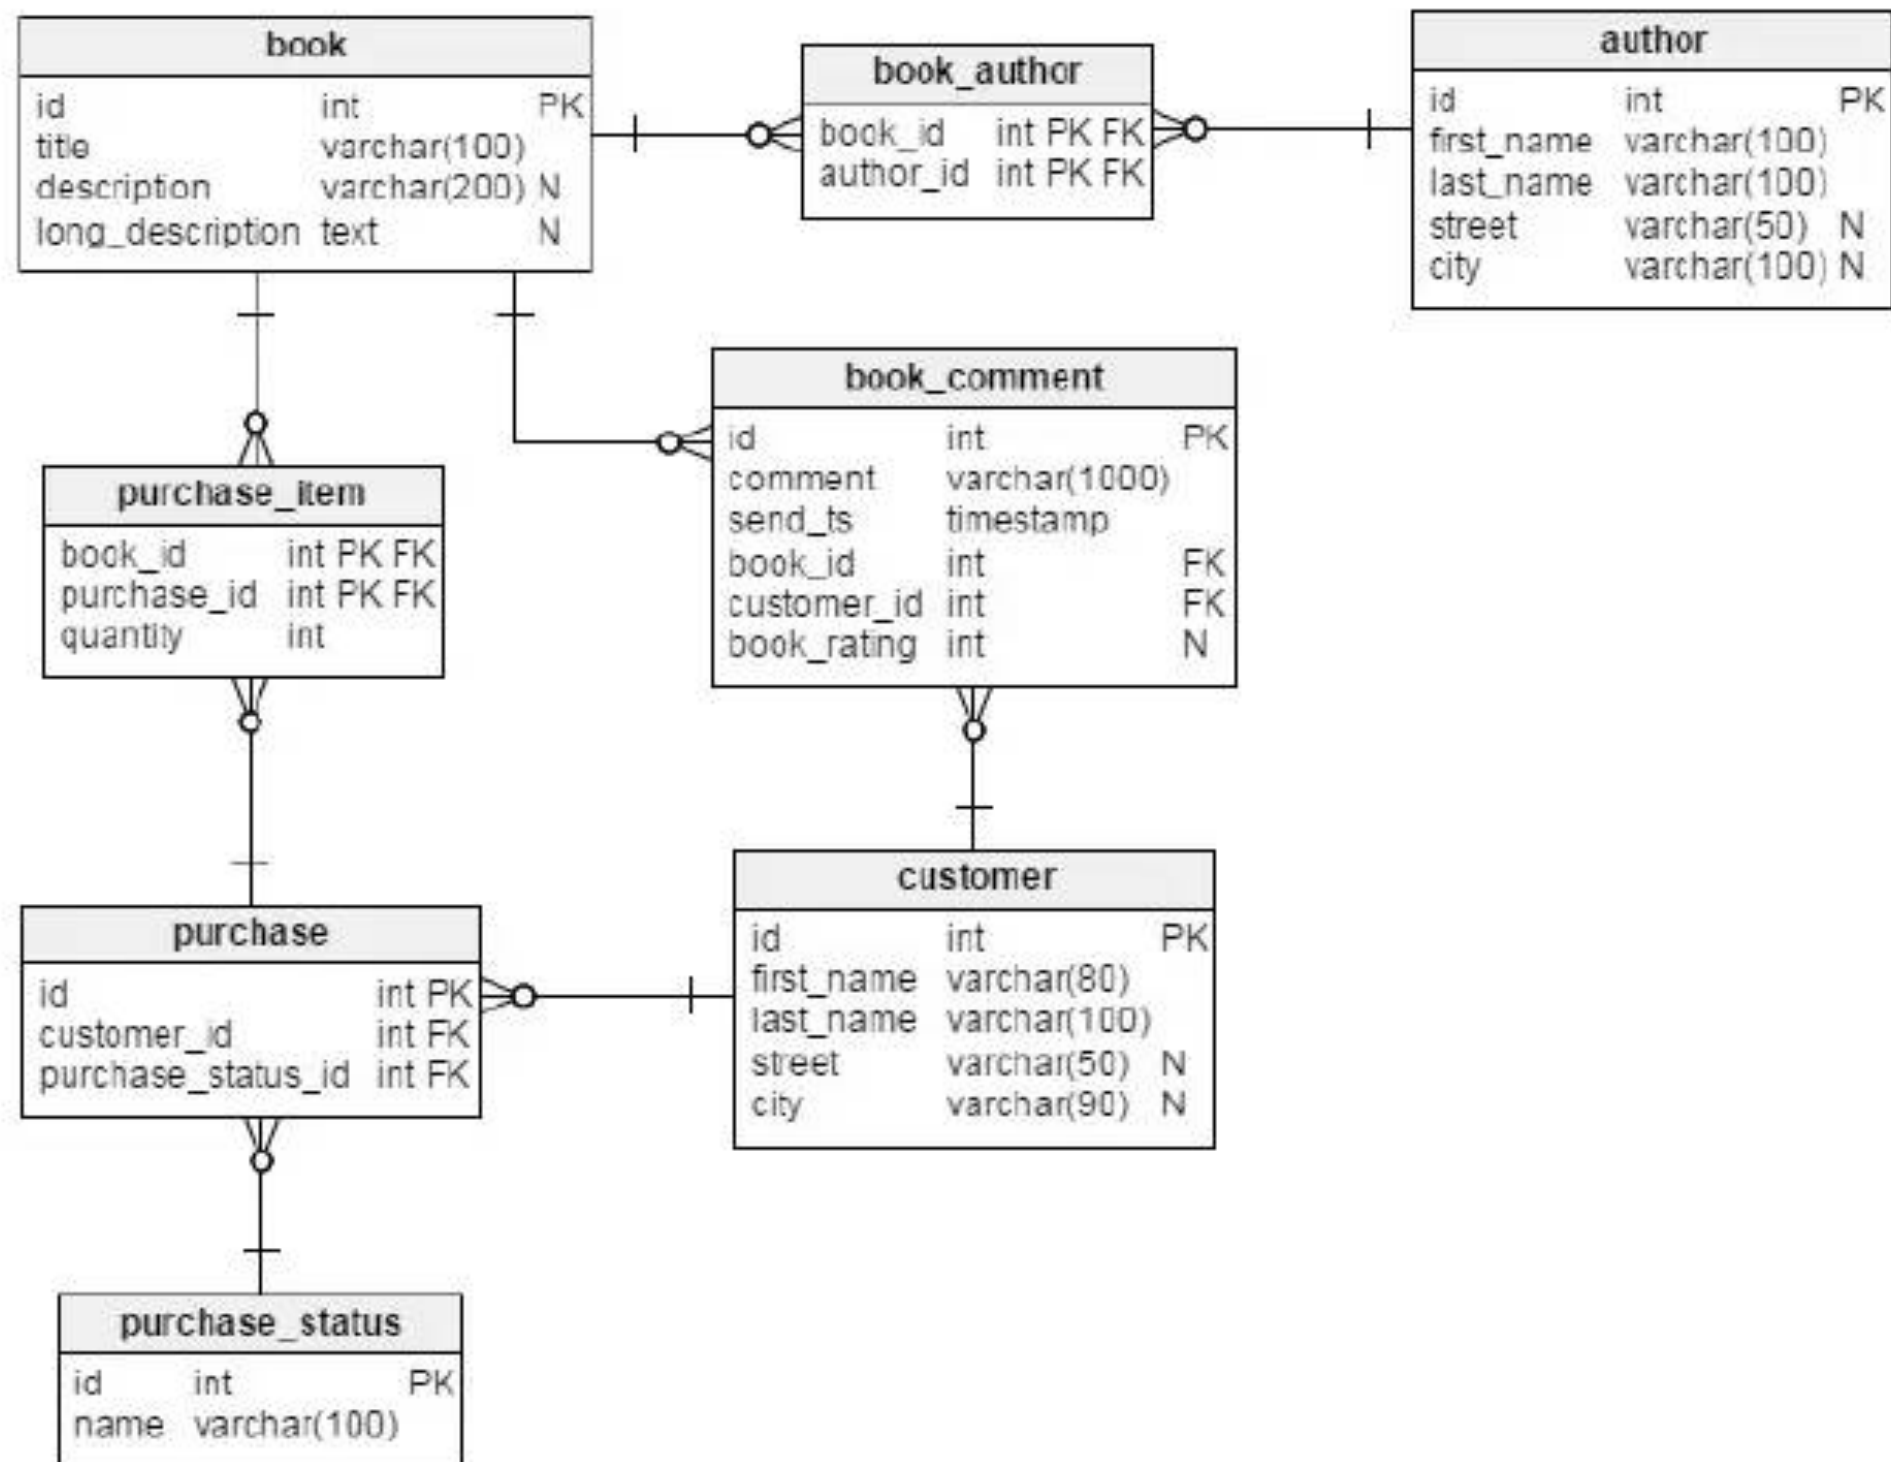 book
id int PK
title varchar(100)
description varchar(200) N
long_description text N
book_author
book_id int PK FK
author_id int PK FK
author
id int PK
first_name varchar(100)
last_name varchar(100)
street varchar(50) N
city varchar(100) N
book_comment
id int PK
comment varchar(1000)
send_ts timestamp
book_id int FK
customer_id int FK
book_rating int N
purchase_item
book_id int PK FK
purchase_id int PK FK
quantity int
customer
id int PK
first_name varchar(80)
last_name varchar(100)
street varchar(50) N
city varchar(90) N
purchase
id int PK
customer_id int FK
purchase_status_id int FK
purchase_status
id int PK
name varchar(100)